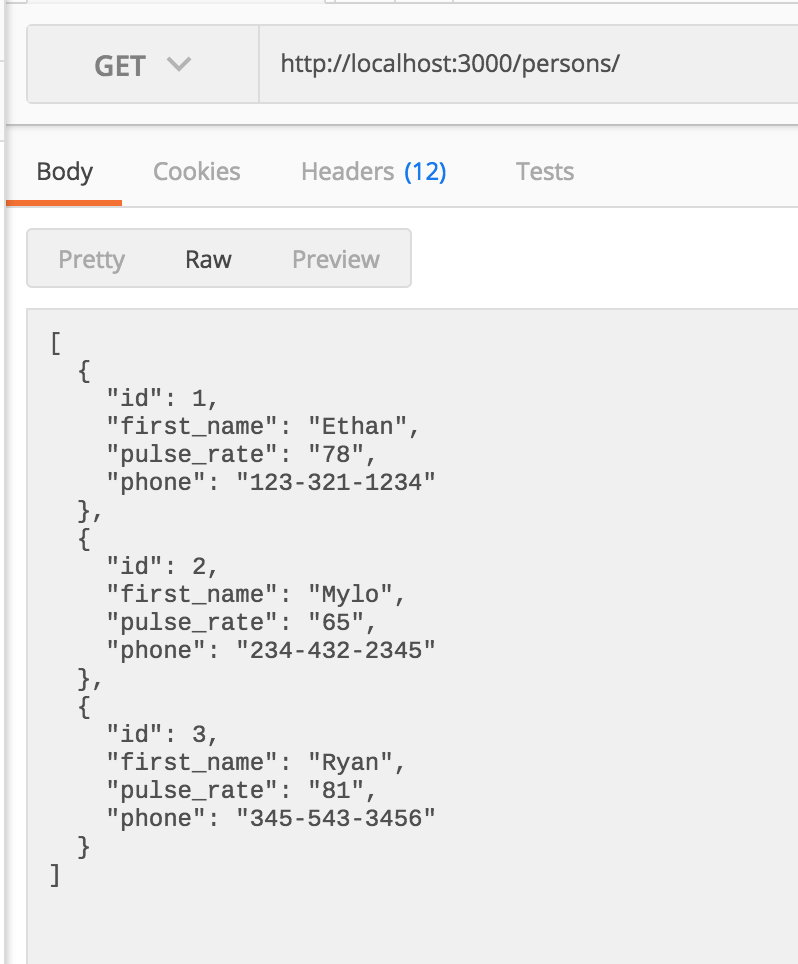 GET http://localhost:3000/persons/
Body Cookies Headers (12) Tests
Pretty Raw Preview
[
  {
    "id": 1,
    "first_name": "Ethan",
    "pulse_rate": "78",
    "phone": "123-321-1234"
  },
  {
    "id": 2,
    "first_name": "Mylo",
    "pulse_rate": "65",
    "phone": "234-432-2345"
  },
  {
    "id": 3,
    "first_name": "Ryan",
    "pulse_rate": "81",
    "phone": "345-543-3456"
  }
]